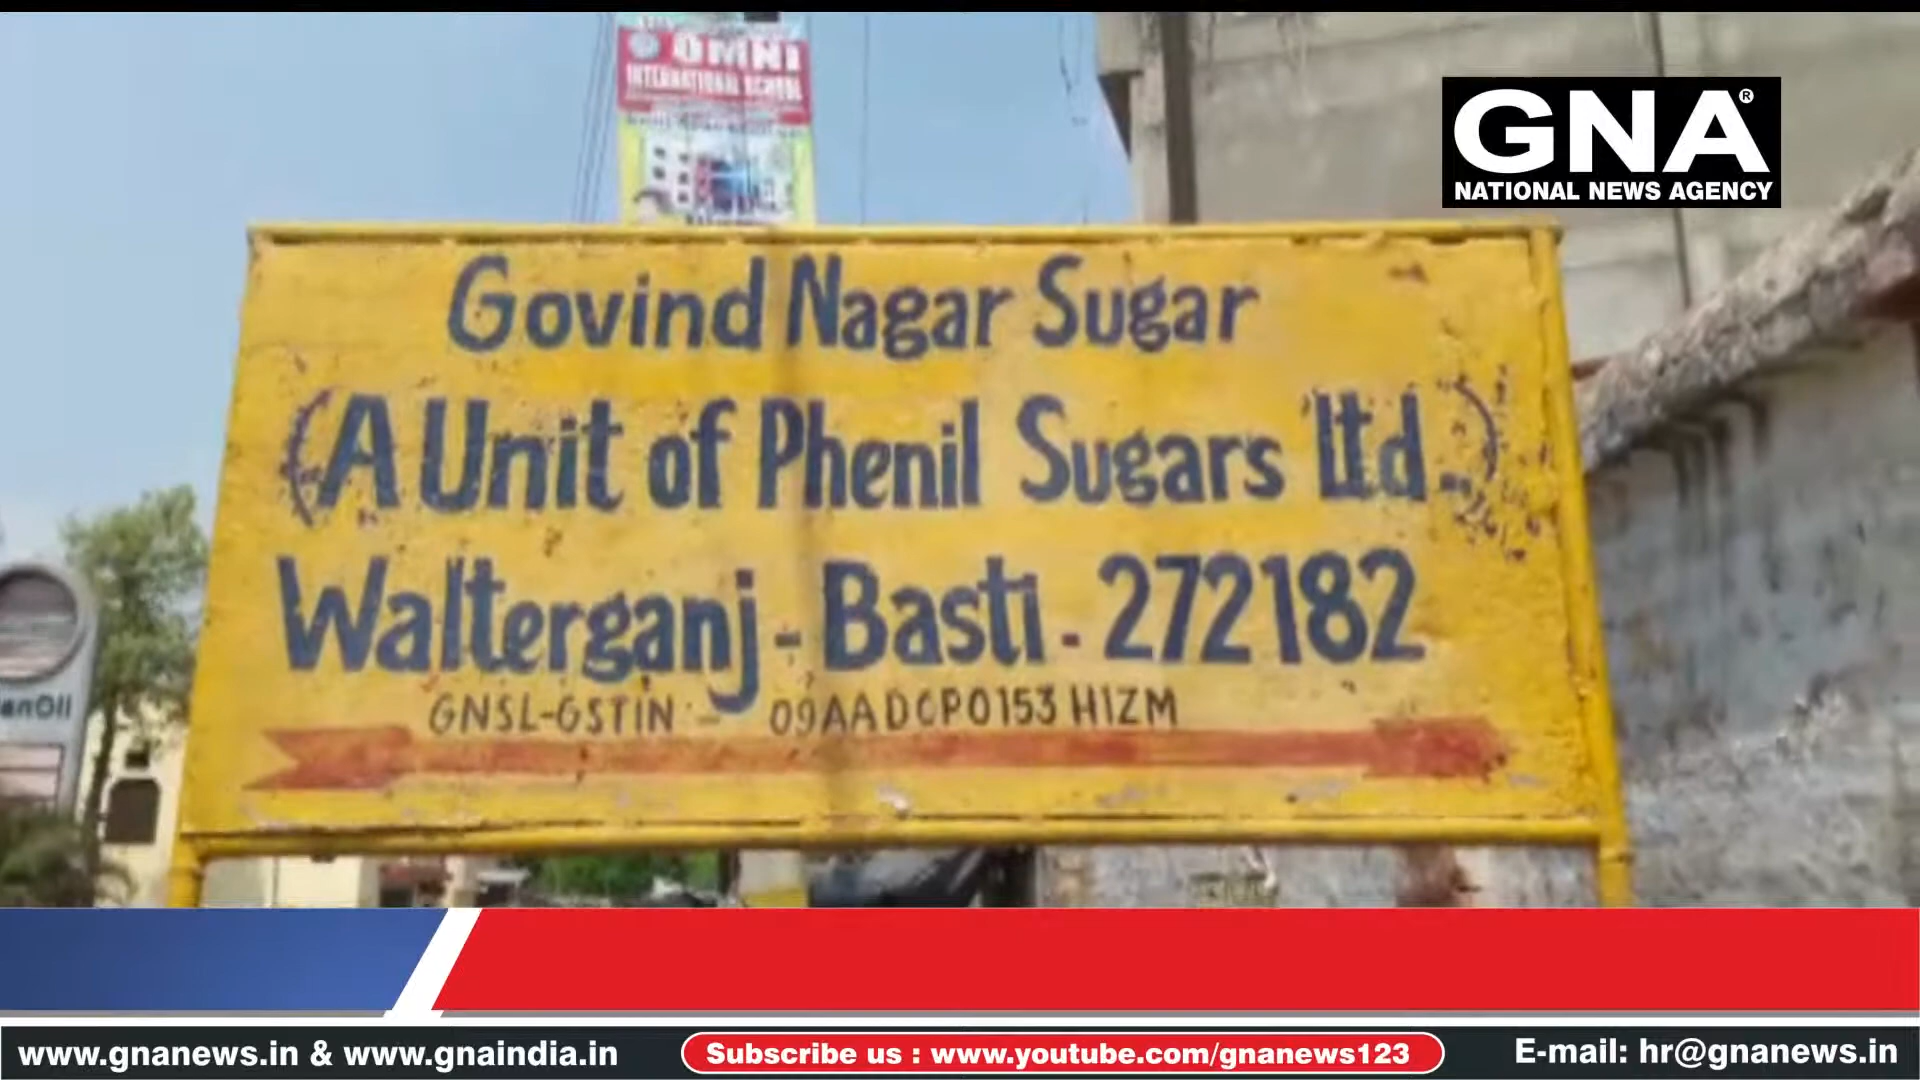 OMNI
INTERNATIONAL SCHOOL
GNA®
NATIONAL NEWS AGENCY
Govind Nagar Sugar
(A Unit of Phenil Sugars Ltd.)
Walterganj - Basti - 272182
GNSL-GSTIN :- 09AADCP0153H1ZM
anOil
www.gnanews.in & www.gnaindia.in
Subscribe us : www.youtube.com/gnanews123
E-mail: hr@gnanews.in